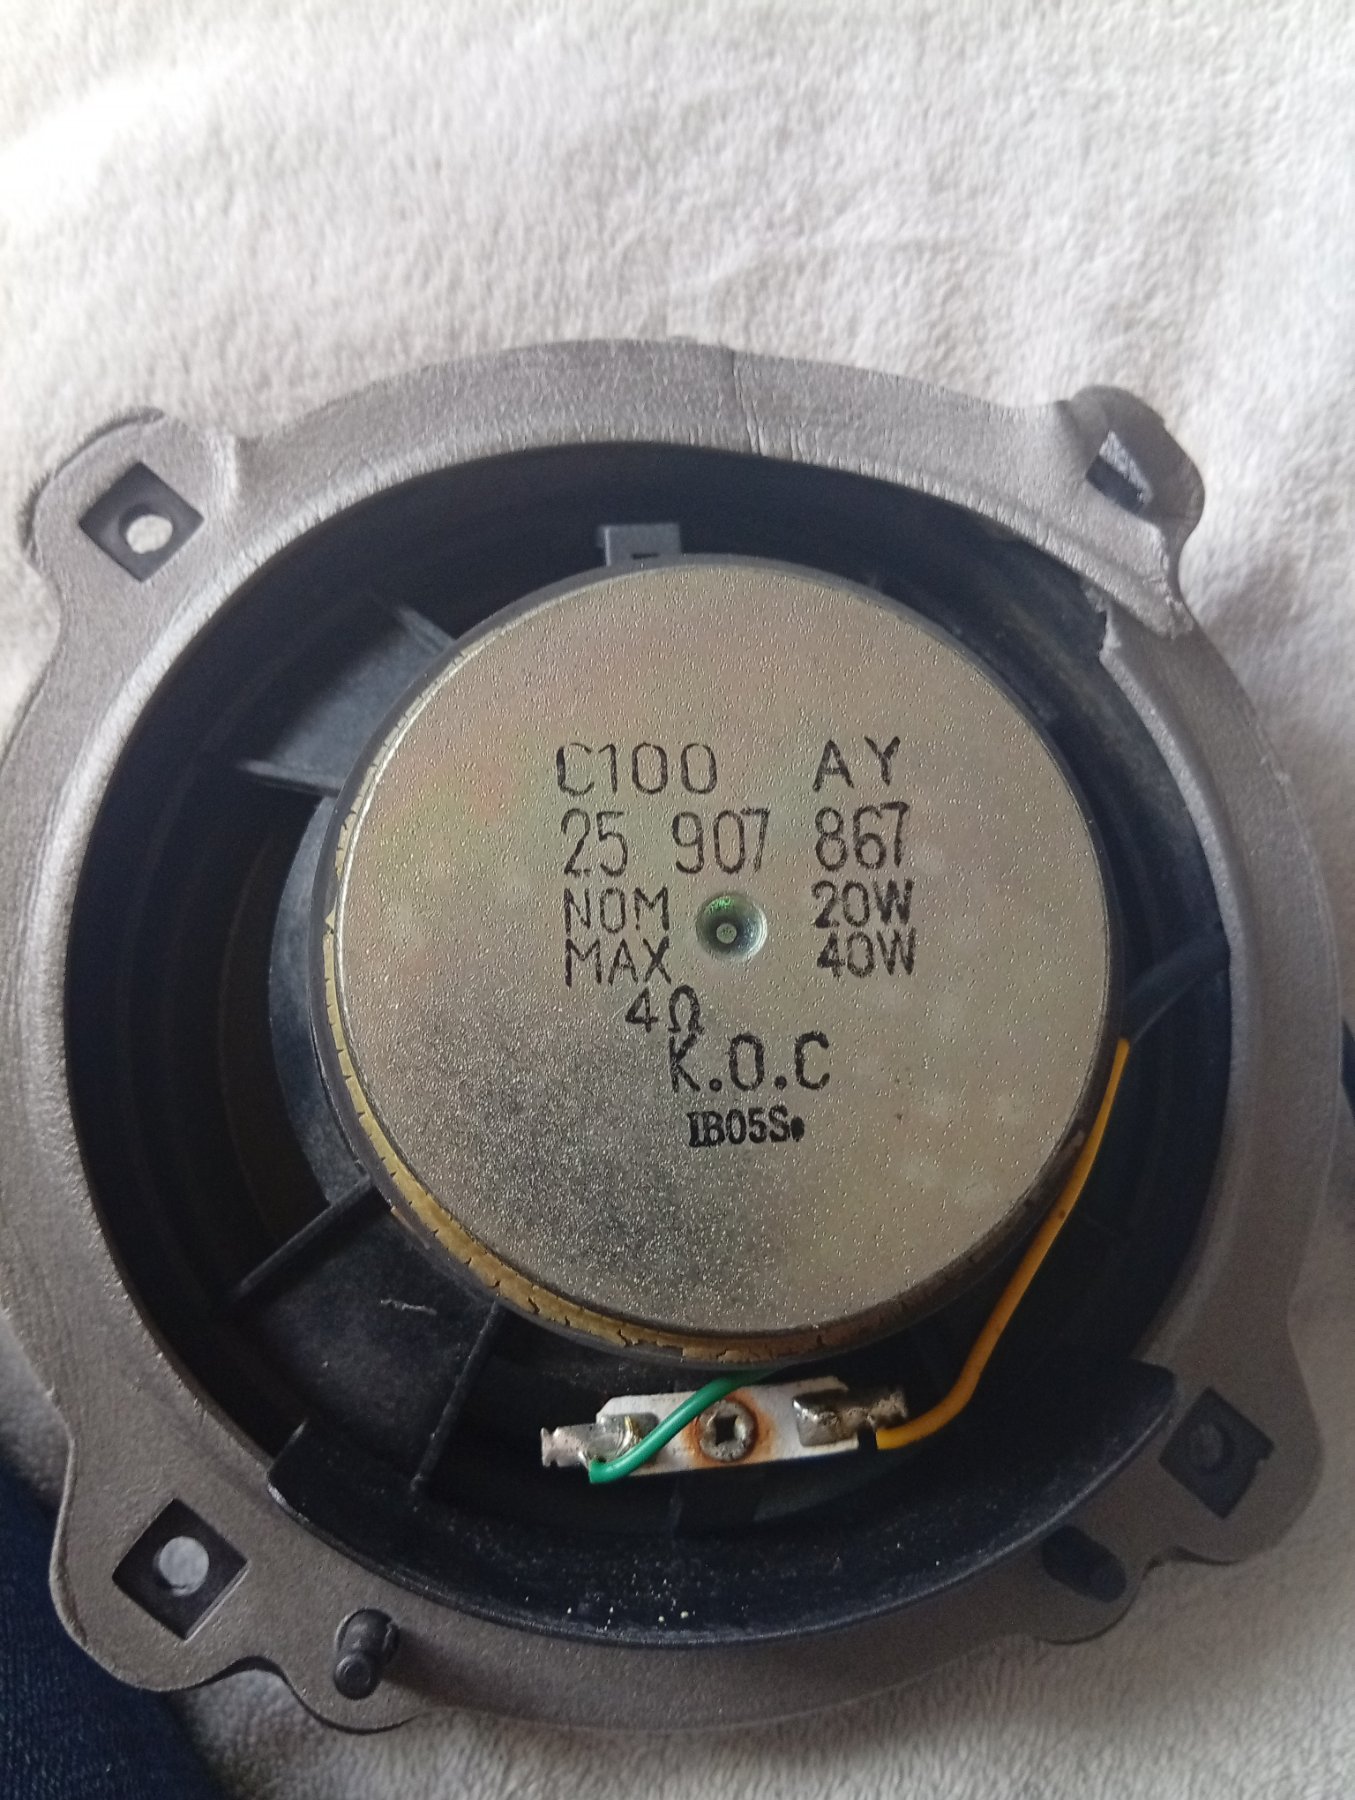 C100 AY
25 907 867
NOM 20W
MAX 40W
4Ω
K.O.C
IB05S.